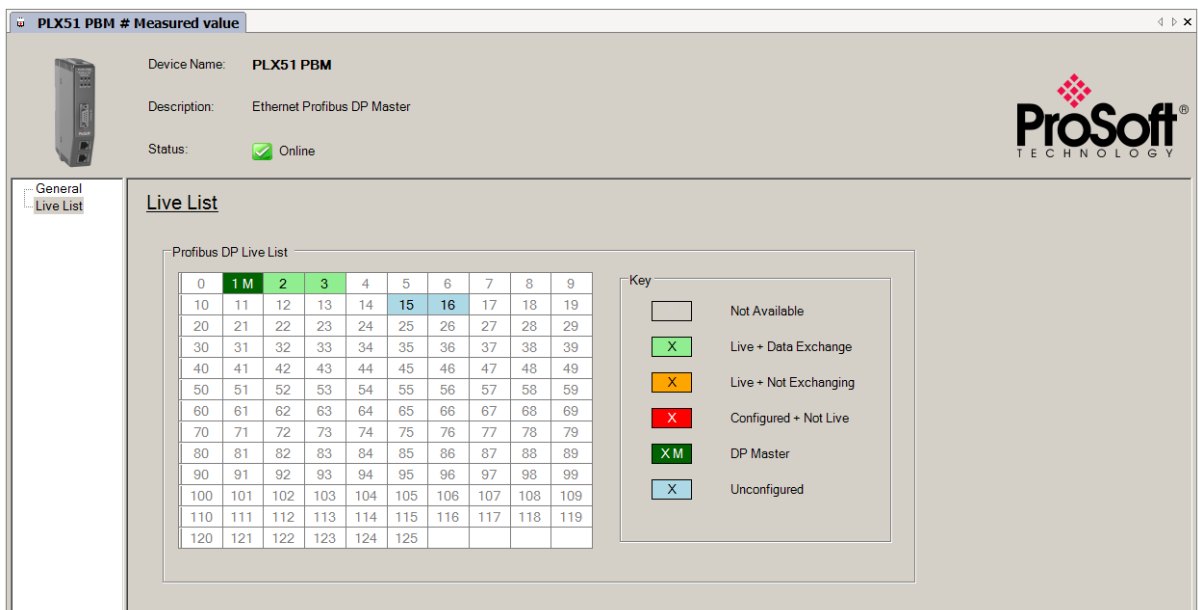 PLX51 PBM # Measured value
Device Name: PLX51 PBM
Description: Ethernet Profibus DP Master
Status: Online
ProSoft®
TECHNOLOGY
General
Live List
Live List
Profibus DP Live List
0 1 M 2 3 4 5 6 7 8 9
10 11 12 13 14 15 16 17 18 19
20 21 22 23 24 25 26 27 28 29
30 31 32 33 34 35 36 37 38 39
40 41 42 43 44 45 46 47 48 49
50 51 52 53 54 55 56 57 58 59
60 61 62 63 64 65 66 67 68 69
70 71 72 73 74 75 76 77 78 79
80 81 82 83 84 85 86 87 88 89
90 91 92 93 94 95 96 97 98 99
100 101 102 103 104 105 106 107 108 109
110 111 112 113 114 115 116 117 118 119
120 121 122 123 124 125
Key
Not Available
X Live + Data Exchange
X Live + Not Exchanging
X Configured + Not Live
X M DP Master
X Unconfigured